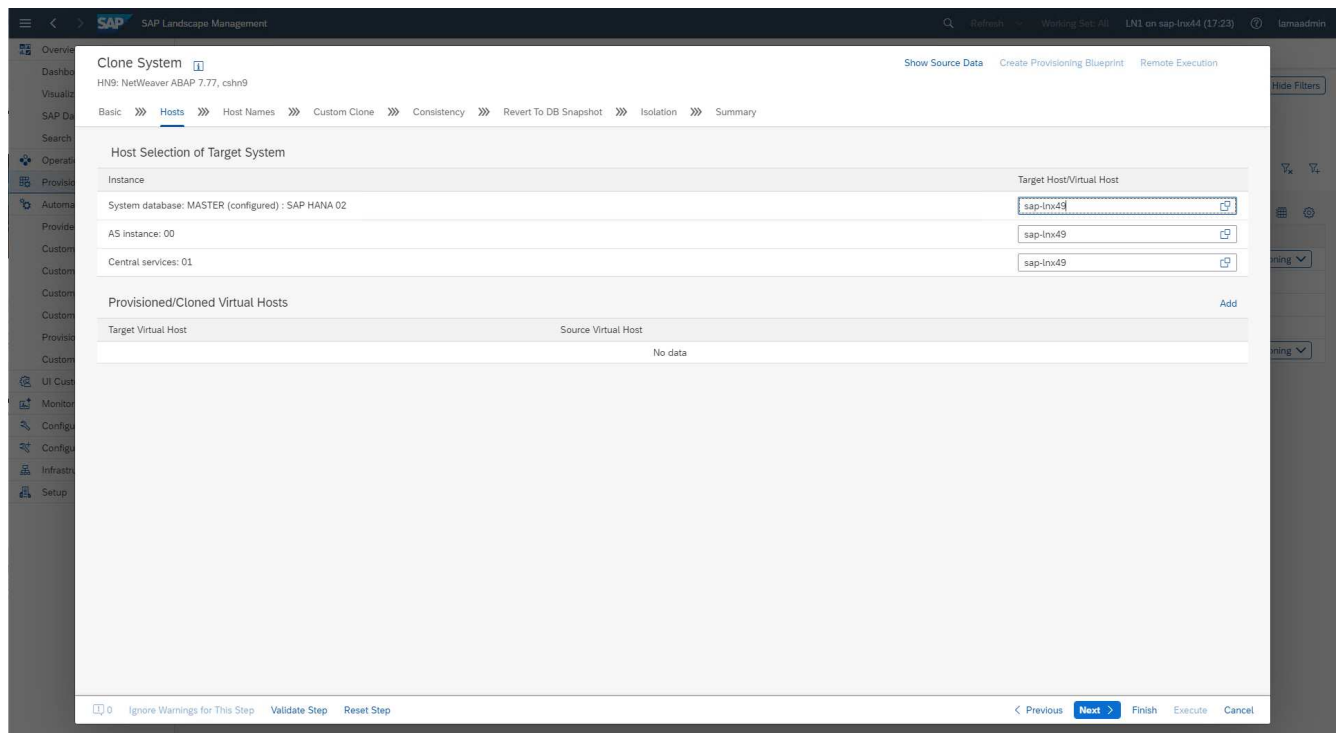 SAP SAP Landscape Management Refresh Working Set: All LN1 on sap-lnx44 (17:23) lamaadmin
Overvie
Dashbo
Visualiz
SAP Da
Search
Operati
Provisio
Automa
Provide
Custom
Custom
Custom
Custom
Provisio
Custom
UI Cust
Monitor
Configu
Configu
Infrastru
Setup
Hide Filters
oning
oning
Clone System
Show Source Data Create Provisioning Blueprint Remote Execution
HN9: NetWeaver ABAP 7.77, cshn9
Basic Hosts Host Names Custom Clone Consistency Revert To DB Snapshot Isolation Summary
Host Selection of Target System
Instance Target Host/Virtual Host
System database: MASTER (configured) : SAP HANA 02 sap-lnx49
AS instance: 00 sap-lnx49
Central services: 01 sap-lnx49
Provisioned/Cloned Virtual Hosts Add
Target Virtual Host Source Virtual Host
No data
0 Ignore Warnings for This Step Validate Step Reset Step < Previous Next > Finish Execute Cancel